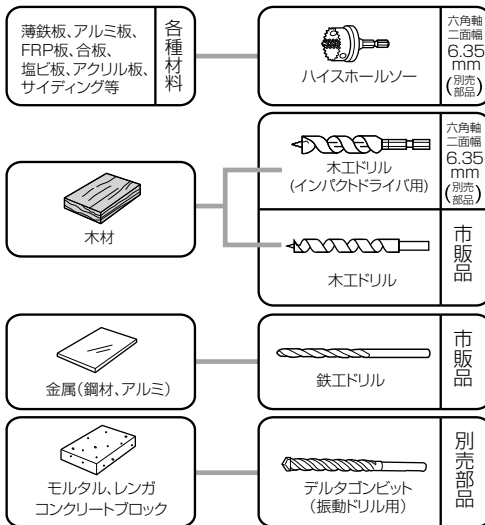 薄鉄板、アルミ板、
FRP板、合板、
塩ビ板、アクリル板、
サイディング等
各種材料
ハイスホールソー
六角軸
二面幅
6.35
mm
(別売部品)
木材
木工ドリル
(インパクトドライバ用)
六角軸
二面幅
6.35
mm
(別売部品)
木工ドリル
市販品
金属(鋼材、アルミ)
鉄工ドリル
市販品
モルタル、レンガ
コンクリートブロック
デルタゴンビット
(振動ドリル用)
別売部品